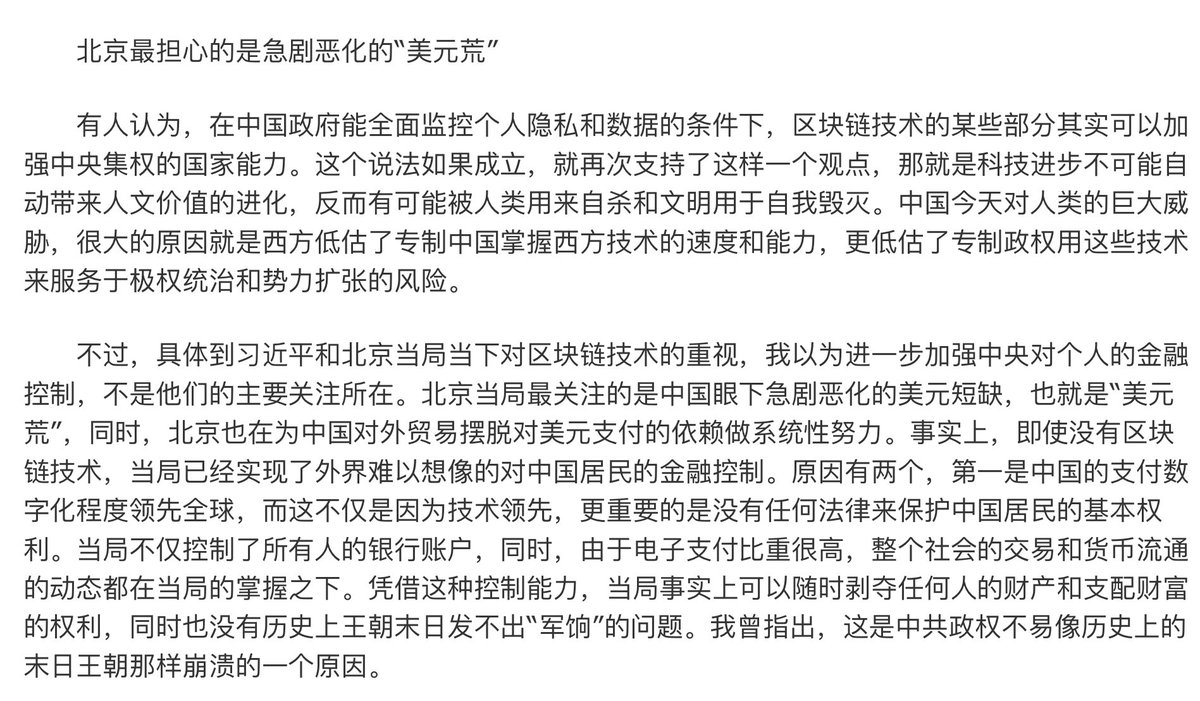 北京最担心的是急剧恶化的“美元荒”
有人认为，在中国政府能全面监控个人隐私和数据的条件下，区块链技术的某些部分其实可以加
强中央集权的国家能力。这个说法如果成立，就再次支持了这样一个观点，那就是科技进步不可能自
动带来人文价值的进化，反而有可能被人类用来自杀和文明用于自我毁灭。中国今天对人类的巨大威
胁，很大的原因就是西方低估了专制中国掌握西方技术的速度和能力，更低估了专制政权用这些技术
来服务于极权统治和势力扩张的风险。
不过，具体到习近平和北京当局当下对区块链技术的重视，我以为进一步加强中央对个人的金融
控制，不是他们的主要关注所在。北京当局最关注的是中国眼下急剧恶化的美元短缺，也就是“美元
荒”，同时，北京也在为中国对外贸易摆脱对美元支付的依赖做系统性努力。事实上，即使没有区块
链技术，当局已经实现了外界难以想像的对中国居民的金融控制。原因有两个，第一是中国的支付数
字化程度领先全球，而这不仅是因为技术领先，更重要的是没有任何法律来保护中国居民的基本权
利。当局不仅控制了所有人的银行账户，同时，由于电子支付比重很高，整个社会的交易和货币流通
的动态都在当局的掌握之下。凭借这种控制能力，当局事实上可以随时剥夺任何人的财产和支配财富
的权利，同时也没有历史上王朝末日发不出“军饷”的问题。我曾指出，这是中共政权不易像历史上的
末日王朝那样崩溃的一个原因。